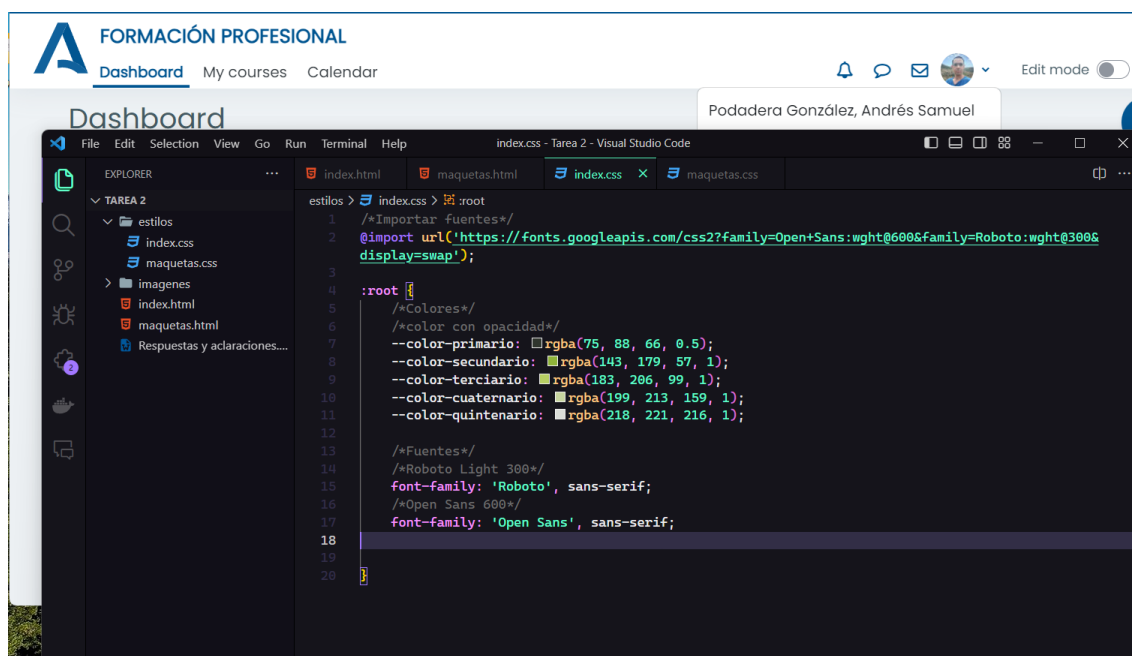 FORMACIÓN PROFESIONAL
Dashboard My courses Calendar
Edit mode
Podadera González, Andrés Samuel
Dashboard
File Edit Selection View Go Run Terminal Help
index.css - Tarea 2 - Visual Studio Code
EXPLORER ...
index.html maquetas.html index.css maquetas.css
TAREA 2
estilos
index.css
maquetas.css
imagenes
index.html
maquetas.html
Respuestas y aclaraciones....
2
estilos > index.css > :root
1 /*Importar fuentes*/
2 @import url('https://fonts.googleapis.com/css2?family=Open+Sans:wght@600&family=Roboto:wght@300&
display=swap');
3
4 :root {
5 /*Colores*/
6 /*color con opacidad*/
7 --color-primario: rgba(75, 88, 66, 0.5);
8 --color-secundario: rgba(143, 179, 57, 1);
9 --color-terciario: rgba(183, 206, 99, 1);
10 --color-cuaternario: rgba(199, 213, 159, 1);
11 --color-quintenario: rgba(218, 221, 216, 1);
12
13 /*Fuentes*/
14 /*Roboto Light 300*/
15 font-family: 'Roboto', sans-serif;
16 /*Open Sans 600*/
17 font-family: 'Open Sans', sans-serif;
18
19
20 }